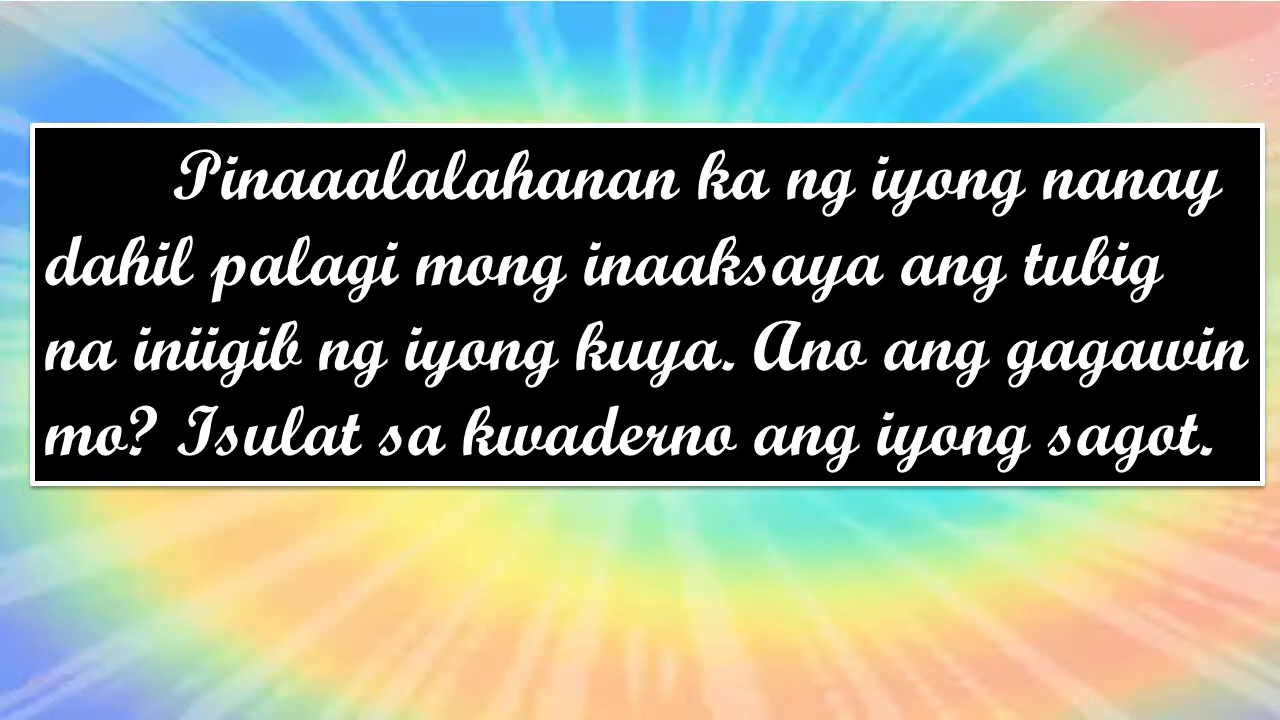 Pinaaalalahanan ka ng iyong nanay
dahil palagi mong inaaksaya ang tubig
na iniigib ng iyong kuya. Ano ang gagawin
mo? Isulat sa kwaderno ang iyong sagot.